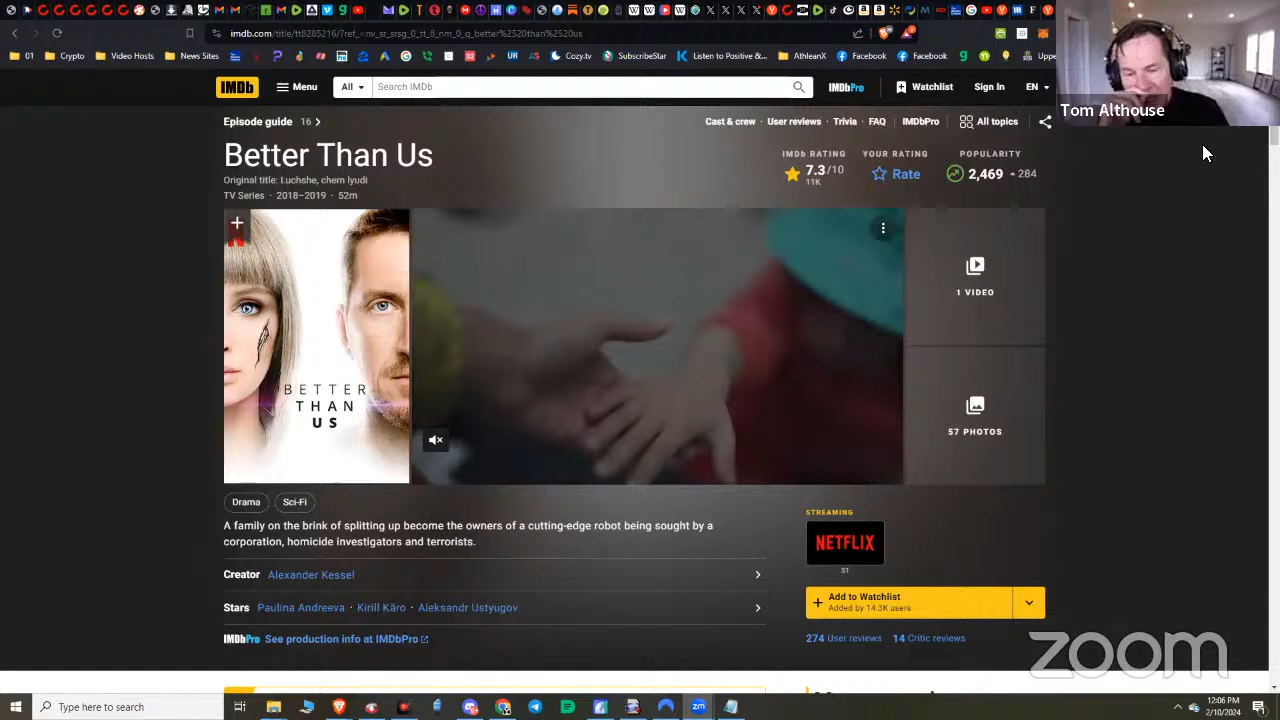 imdb.com/title/tt8285216/?ref_=nv_sr_srsg_0_tt_8_nm_0_q_better%2520than%2520us
01
Crypto
Video Hosts
YouTube
Cozy.tv
SubscribeStar
Listen to Positive &...
AthleanX
Facebook
Facebook
Tom Althouse
IMDb
Menu
All
Search IMDb
IMDbPro
Watchlist
Sign In
EN
Episode guide 16
Cast & crew · User reviews · Trivia · FAQ
IMDbPro
All topics
Better Than Us
Original title: Luchshe, chem lyudi
TV Series · 2018–2019 · 52m
IMDb RATING
7.3/10
11K
YOUR RATING
Rate
POPULARITY
2,469 284
BETTER
THAN
US
1 VIDEO
57 PHOTOS
Drama
Sci-Fi
A family on the brink of splitting up become the owners of a cutting-edge robot being sought by a
corporation, homicide investigators and terrorists.
Creator Alexander Kessel
Stars Paulina Andreeva · Kirill Käro · Aleksandr Ustyugov
IMDbPro See production info at IMDbPro
STREAMING
NETFLIX
S1
Add to Watchlist
Added by 14.3K users
274 User reviews
14 Critic reviews
zoom
Type here to search
zm
12:06 PM
2/10/2024